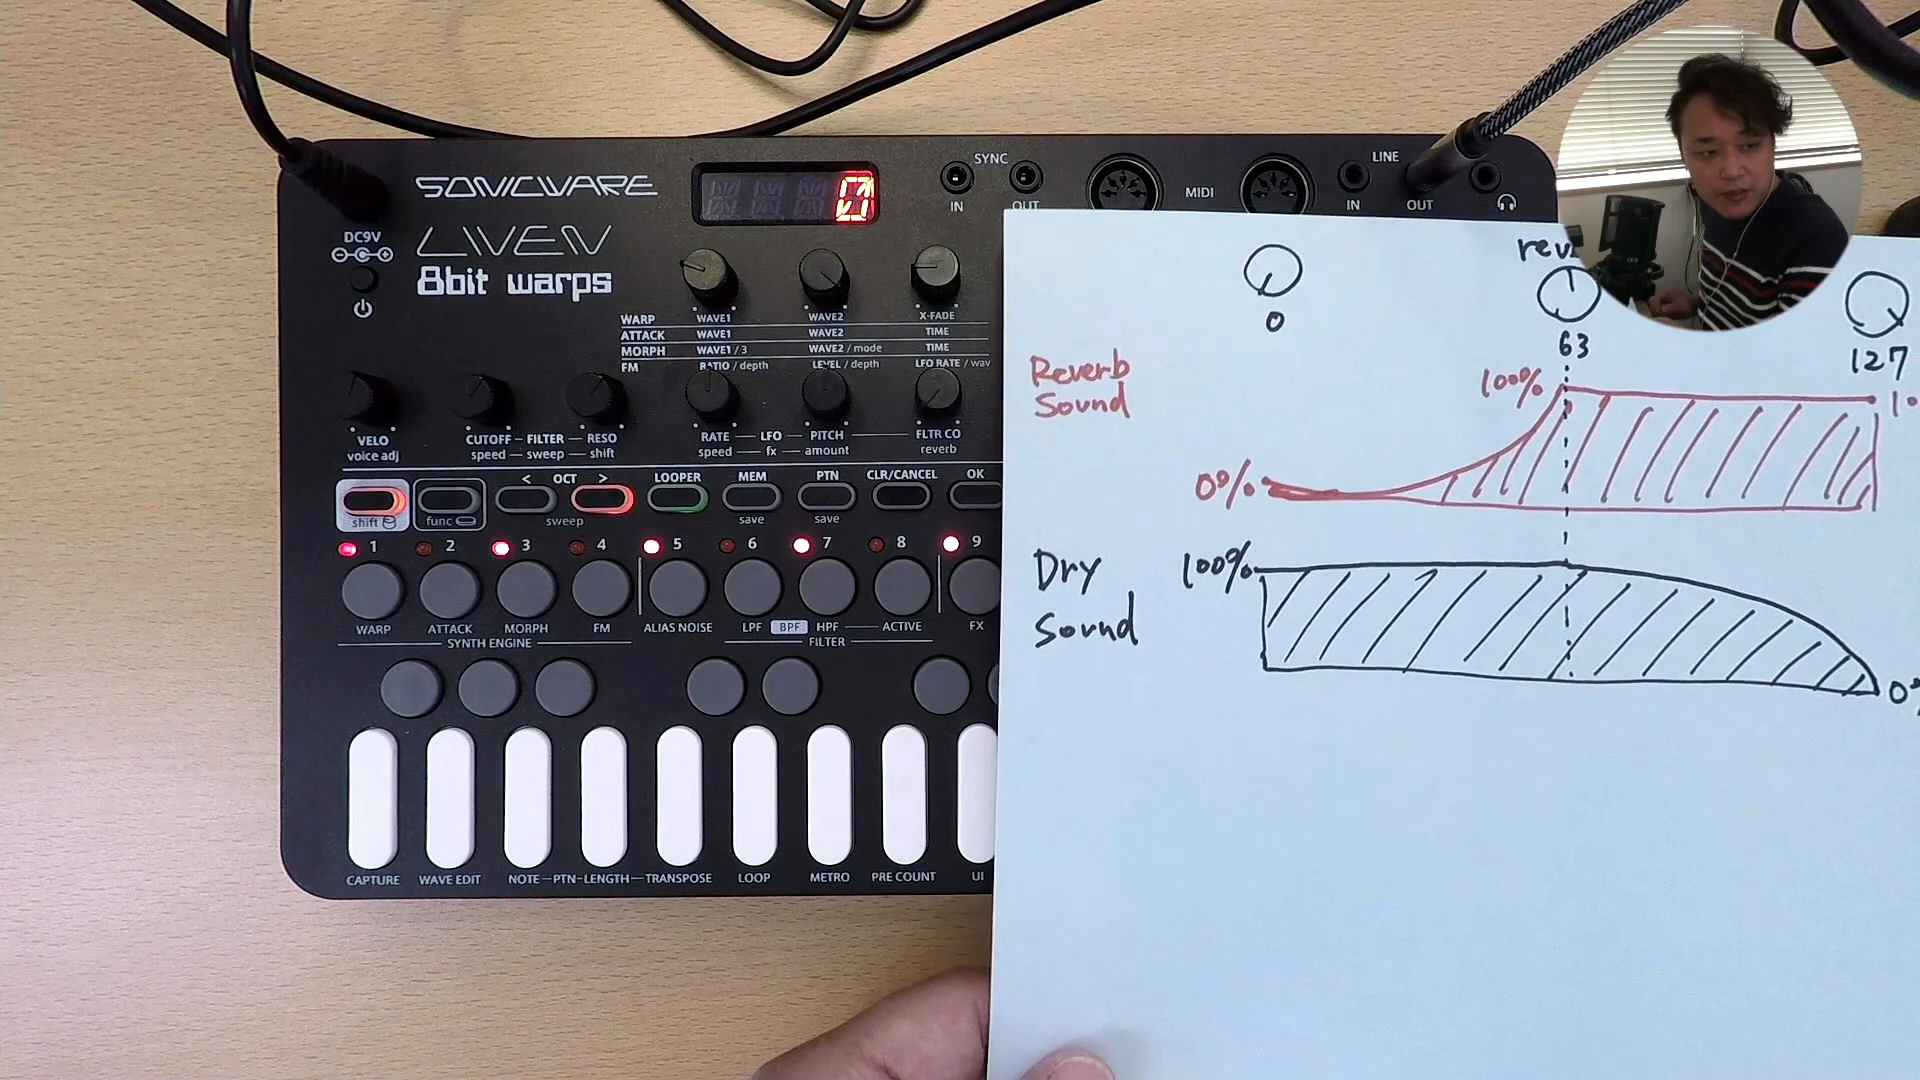 SONICWARE
LIVEN
8bit warps
DC9V
0
SYNC
IN
OUT
MIDI
LINE
IN
OUT
WARP WAVE1 WAVE2 X-FADE
ATTACK WAVE1 WAVE2 TIME
MORPH WAVE1 / 3 WAVE2 / mode TIME
FM RATIO / depth LEVEL / depth LFO RATE / wav
VELO
voice adj
CUTOFF – FILTER – RESO
speed – sweep – shift
RATE – LFO – PITCH
speed – fx – amount
FLTR CO
reverb
< OCT >
sweep
LOOPER
MEM
save
PTN
save
CLR/CANCEL
OK
shift
func
1 2 3 4 5 6 7 8 9
WARP ATTACK MORPH FM ALIAS NOISE LPF BPF HPF ACTIVE FX
SYNTH ENGINE
FILTER
CAPTURE WAVE EDIT NOTE –PTN– LENGTH TRANSPOSE LOOP METRO PRE COUNT UI
rev
0
63
127
Reverb
Sound
100%
10
0%
Dry
Sound
100%
0%